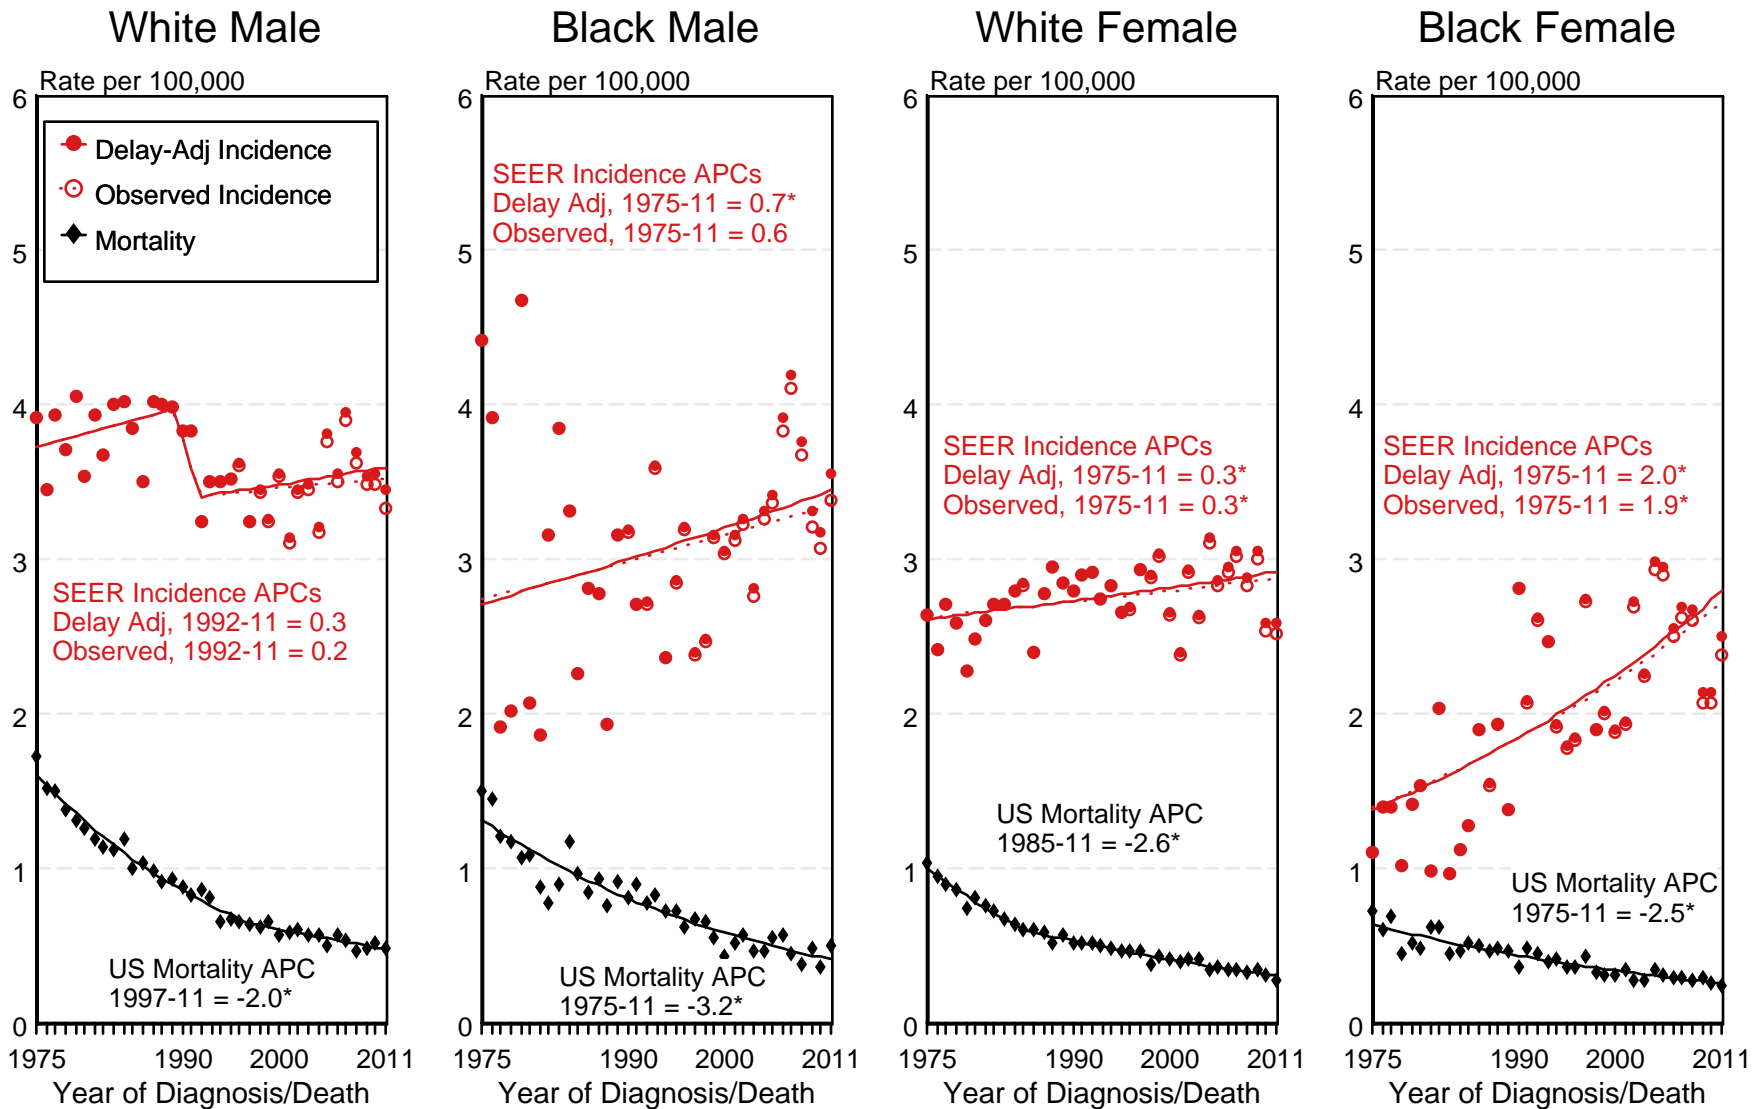 White Male
Rate per 100,000
6
5
4
3
2
1
0
Delay-Adj Incidence
Observed Incidence
Mortality
SEER Incidence APCs
Delay Adj, 1992-11 = 0.3
Observed, 1992-11 = 0.2
US Mortality APC
1997-11 = -2.0*
1975 1990 2000 2011
Year of Diagnosis/Death
Black Male
Rate per 100,000
6
5
4
3
2
1
0
SEER Incidence APCs
Delay Adj, 1975-11 = 0.7*
Observed, 1975-11 = 0.6
US Mortality APC
1975-11 = -3.2*
1975 1990 2000 2011
Year of Diagnosis/Death
White Female
Rate per 100,000
6
5
4
3
2
1
0
SEER Incidence APCs
Delay Adj, 1975-11 = 0.3*
Observed, 1975-11 = 0.3*
US Mortality APC
1985-11 = -2.6*
1975 1990 2000 2011
Year of Diagnosis/Death
Black Female
Rate per 100,000
6
5
4
3
2
1
0
SEER Incidence APCs
Delay Adj, 1975-11 = 2.0*
Observed, 1975-11 = 1.9*
US Mortality APC
1975-11 = -2.5*
1975 1990 2000 2011
Year of Diagnosis/Death